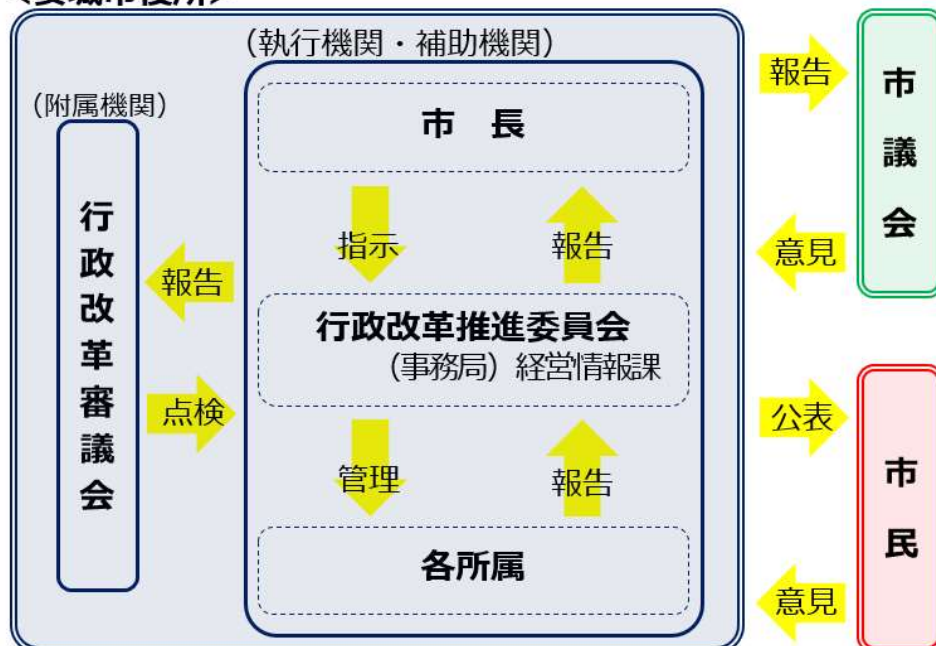 (執行機関・補助機関)
市 長
指示
報告
行政改革推進委員会
(事務局)経営情報課
管理
報告
各所属
(附属機関)
行政改革審議会
報告
点検
報告
意見
市議会
公表
意見
市民